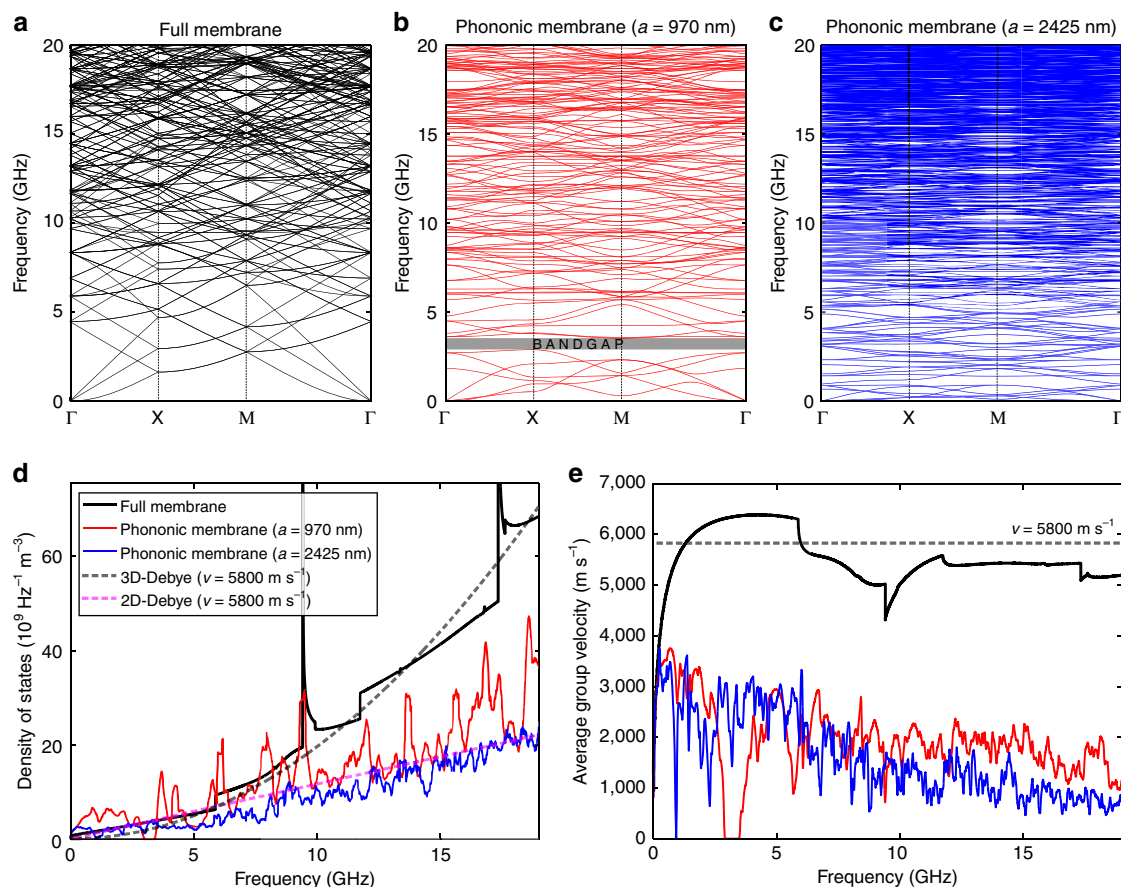 a
Full membrane
20
15
10
5
0
Frequency (GHz)
Γ X M Γ
b
Phononic membrane (a = 970 nm)
20
15
10
5
0
Frequency (GHz)
BANDGAP
Γ X M Γ
c
Phononic membrane (a = 2425 nm)
20
15
10
5
0
Frequency (GHz)
Γ X M Γ
d
Full membrane
Phononic membrane (a = 970 nm)
Phononic membrane (a = 2425 nm)
3D-Debye (v = 5800 m s⁻¹)
2D-Debye (v = 5800 m s⁻¹)
60
40
20
0
Density of states (10⁹ Hz⁻¹ m⁻³)
0 5 10 15
Frequency (GHz)
e
7,000
6,000
5,000
4,000
3,000
2,000
1,000
0
Average group velocity (m s⁻¹)
v = 5800 m s⁻¹
0 5 10 15
Frequency (GHz)